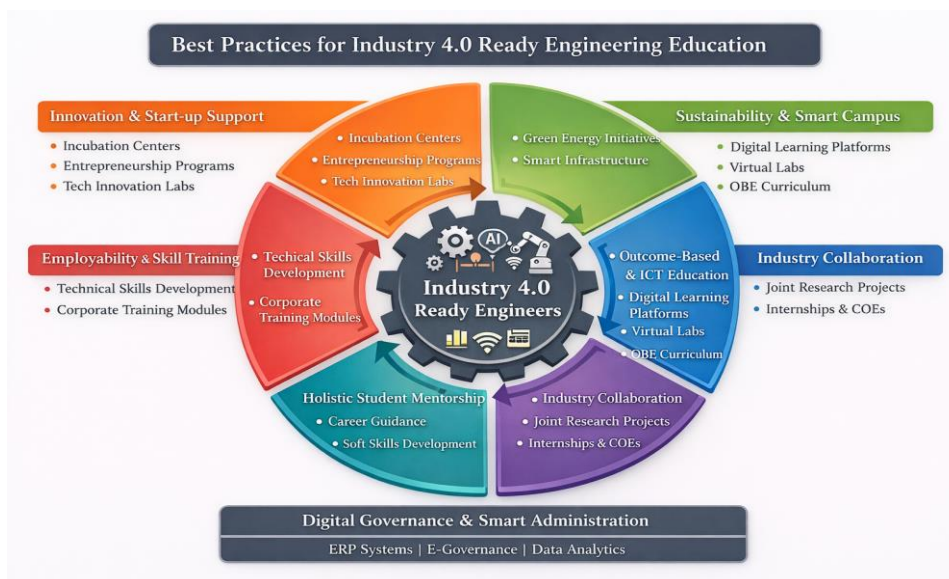 Best Practices for Industry 4.0 Ready Engineering Education
Innovation & Start-up Support
• Incubation Centers
• Entrepreneurship Programs
• Tech Innovation Labs
Employability & Skill Training
• Technical Skills Development
• Corporate Training Modules
• Incubation Centers
• Entrepreneurship Programs
• Tech Innovation Labs
• Green Energy Initiatives
• Smart Infrastructure
Sustainability & Smart Campus
• Digital Learning Platforms
• Virtual Labs
• OBE Curriculum
Industry Collaboration
• Joint Research Projects
• Internships & COEs
• Techical Skills
Development
• Corporate
Training Modules
AI
Industry 4.0
Ready Engineers
• Outcome-Based
& ICT Education
• Digital Learning
Platforms
• Virtual Labs
• OBE Curriculum
Holistic Student Mentorship
• Career Guidance
• Soft Skills Development
• Industry Collaboration
• Joint Research Projects
• Internships & COEs
Digital Governance & Smart Administration
ERP Systems | E-Governance | Data Analytics